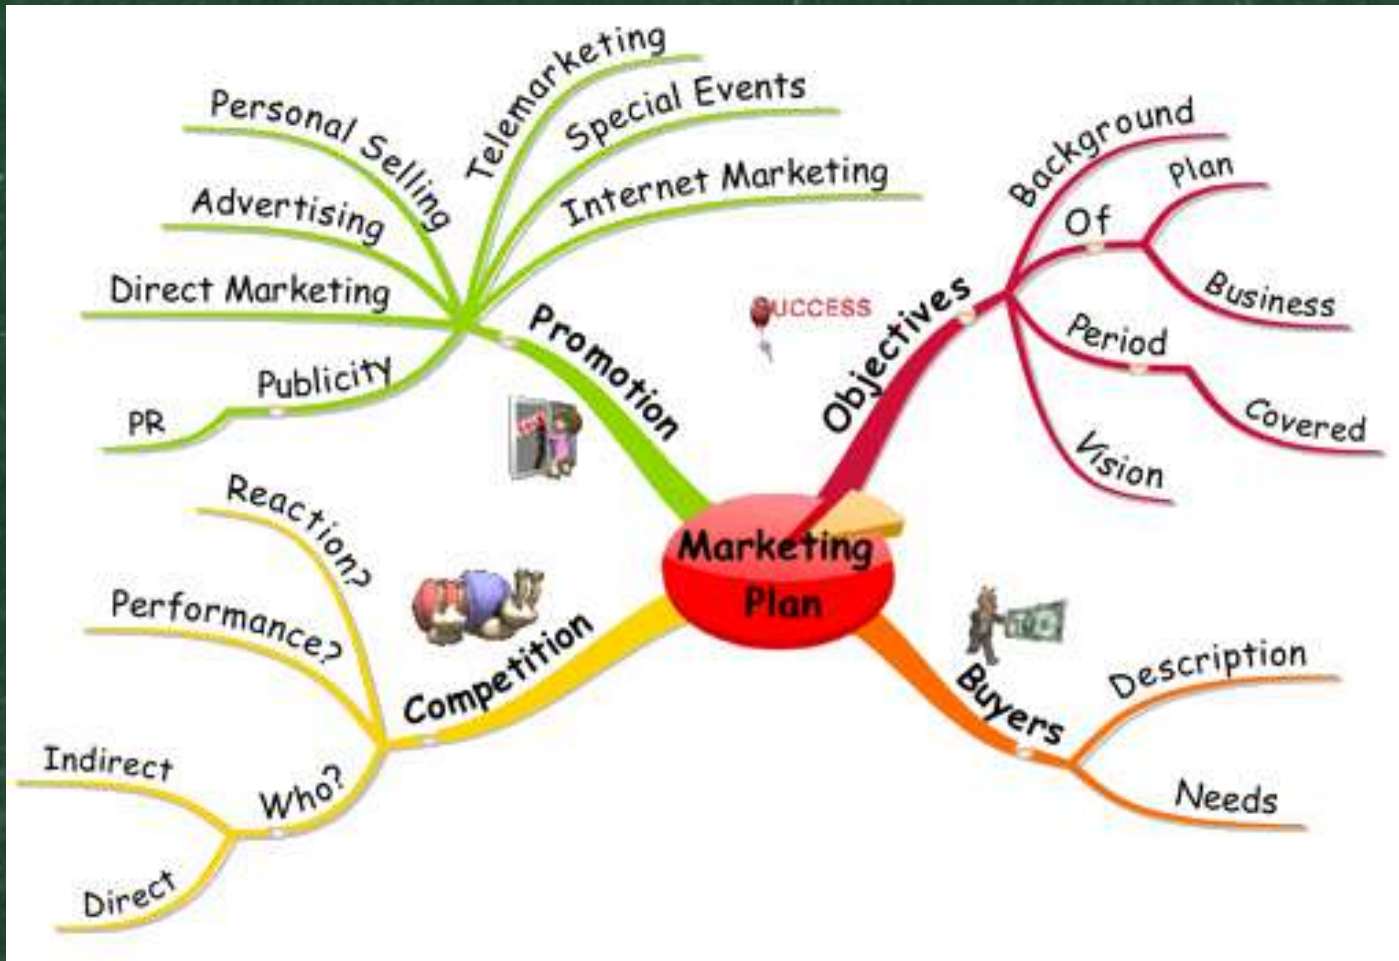 Telemarketing
Special Events
Internet Marketing
Personal Selling
Advertising
Direct Marketing
Publicity
PR
Promotion
SUCCESS
Objectives
Background
Of
Plan
Business
Period
Covered
Vision
Marketing
Plan
Reaction?
Performance?
Competition
Who?
Indirect
Direct
Buyers
Description
Needs